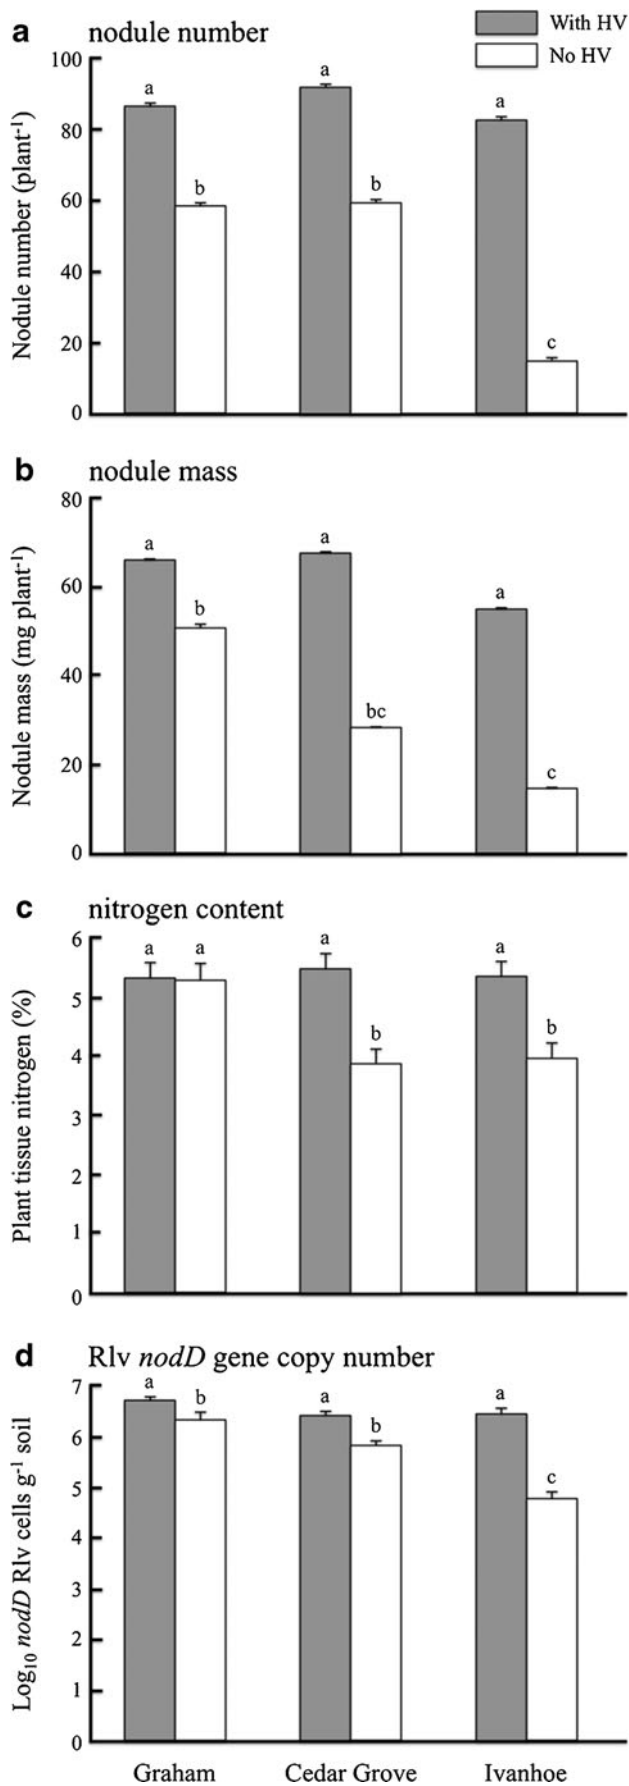 a nodule number
With HV
No HV
Nodule number (plant-1)
100
80
60
40
20
0
a
b
a
b
a
c
b nodule mass
Nodule mass (mg plant-1)
80
60
40
20
0
a
b
a
bc
a
c
c nitrogen content
Plant tissue nitrogen (%)
6
5
4
3
2
1
0
a
a
a
b
a
b
d Rlv nodD gene copy number
Log10 nodD Rlv cells g-1 soil
7
6
5
4
3
2
1
0
a
b
a
b
a
c
Graham Cedar Grove Ivanhoe